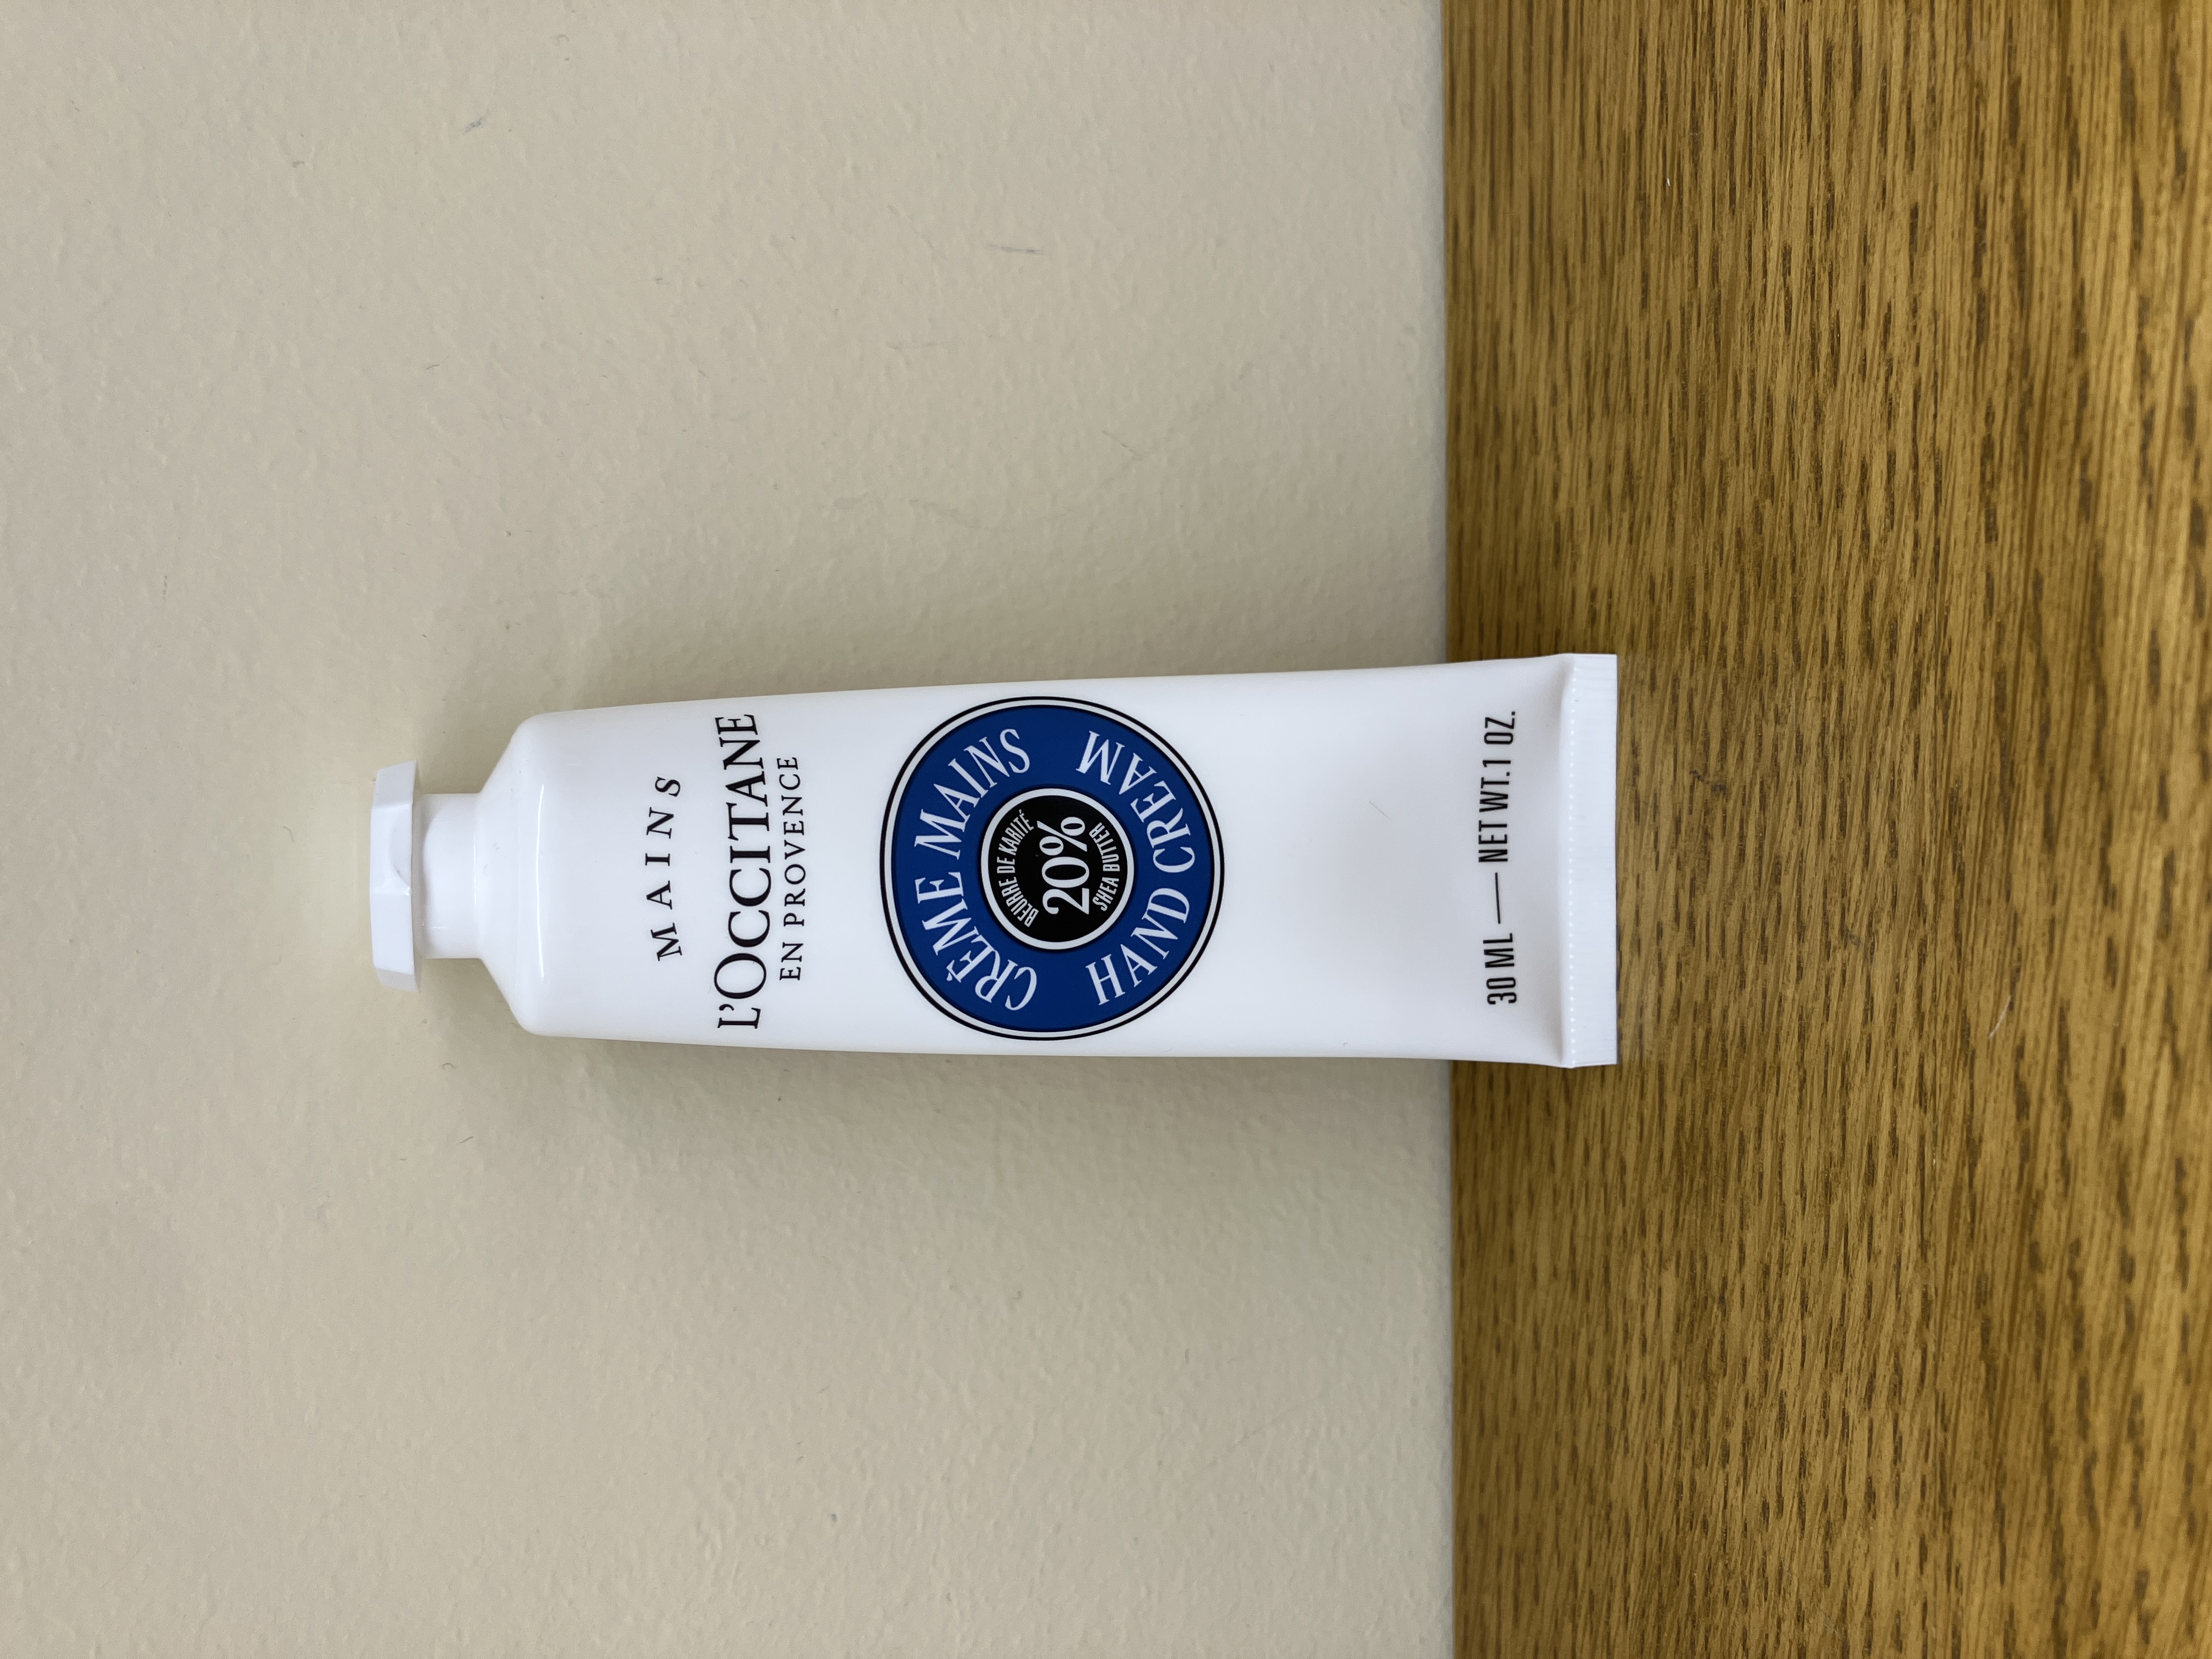 MAINS
L'OCCITANE
EN PROVENCE
CRÈME MAINS
BEURRE DE KARITÉ
20%
SHEA BUTTER
HAND CREAM
30 ML — NET WT.1 OZ.